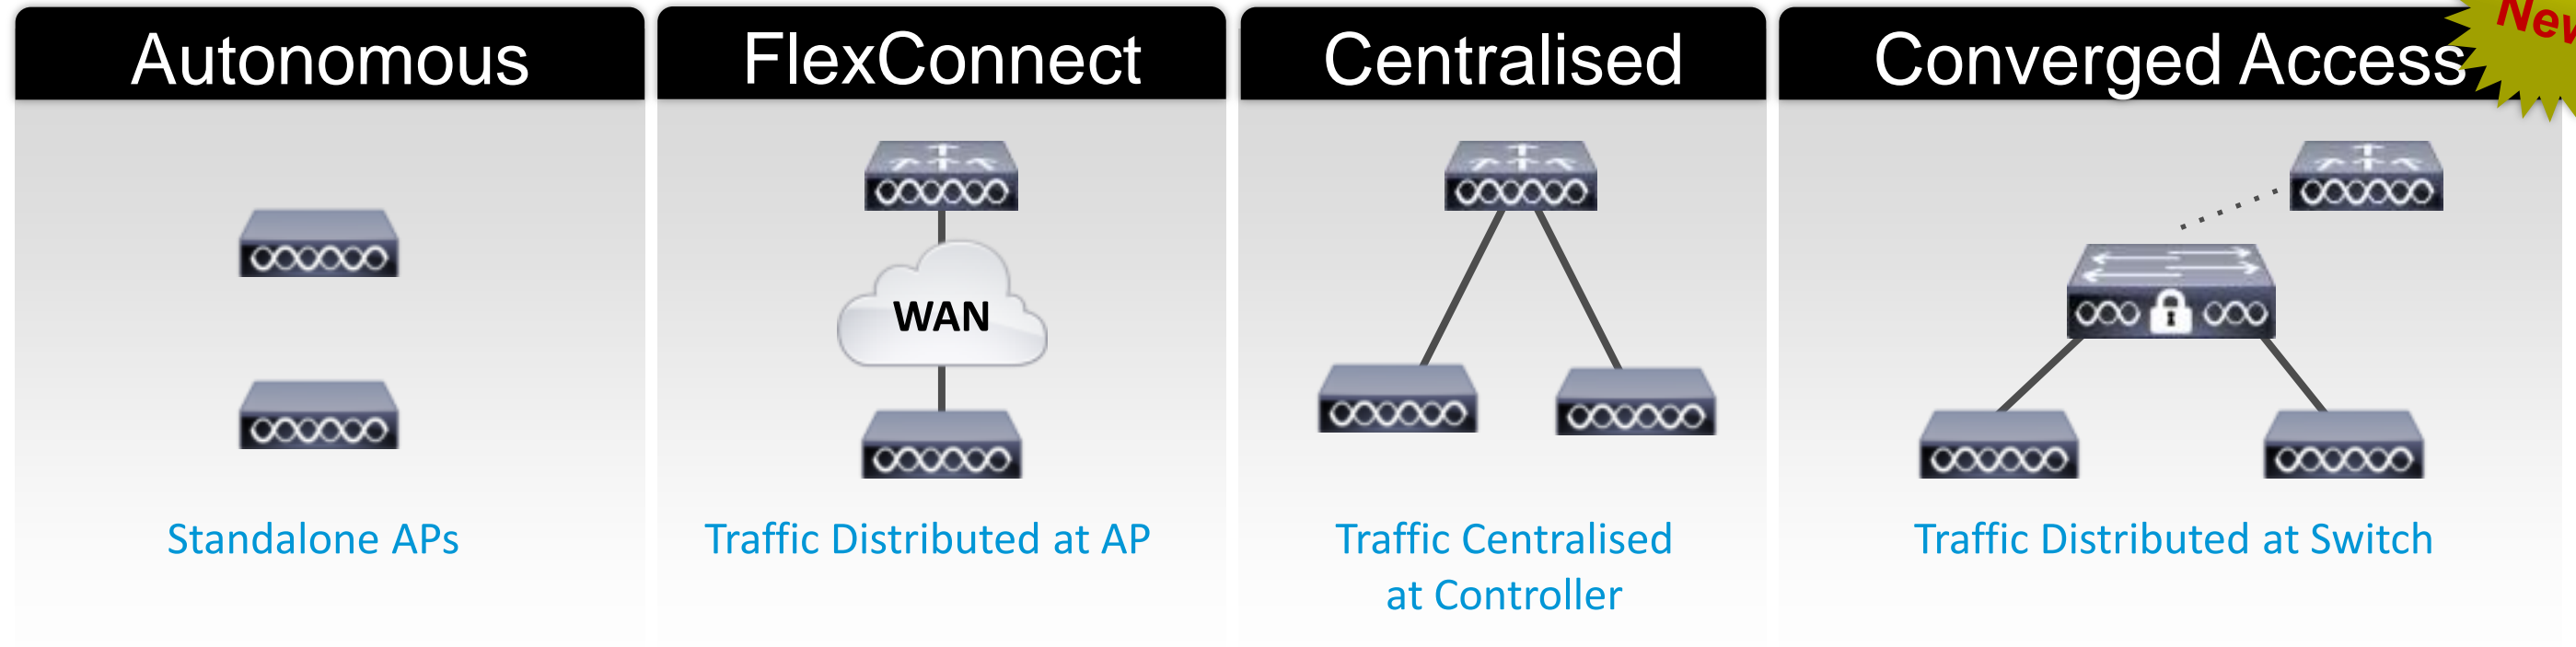 Autonomous
FlexConnect
Centralised
Converged Access
New
WAN
Standalone APs
Traffic Distributed at AP
Traffic Centralised
at Controller
Traffic Distributed at Switch